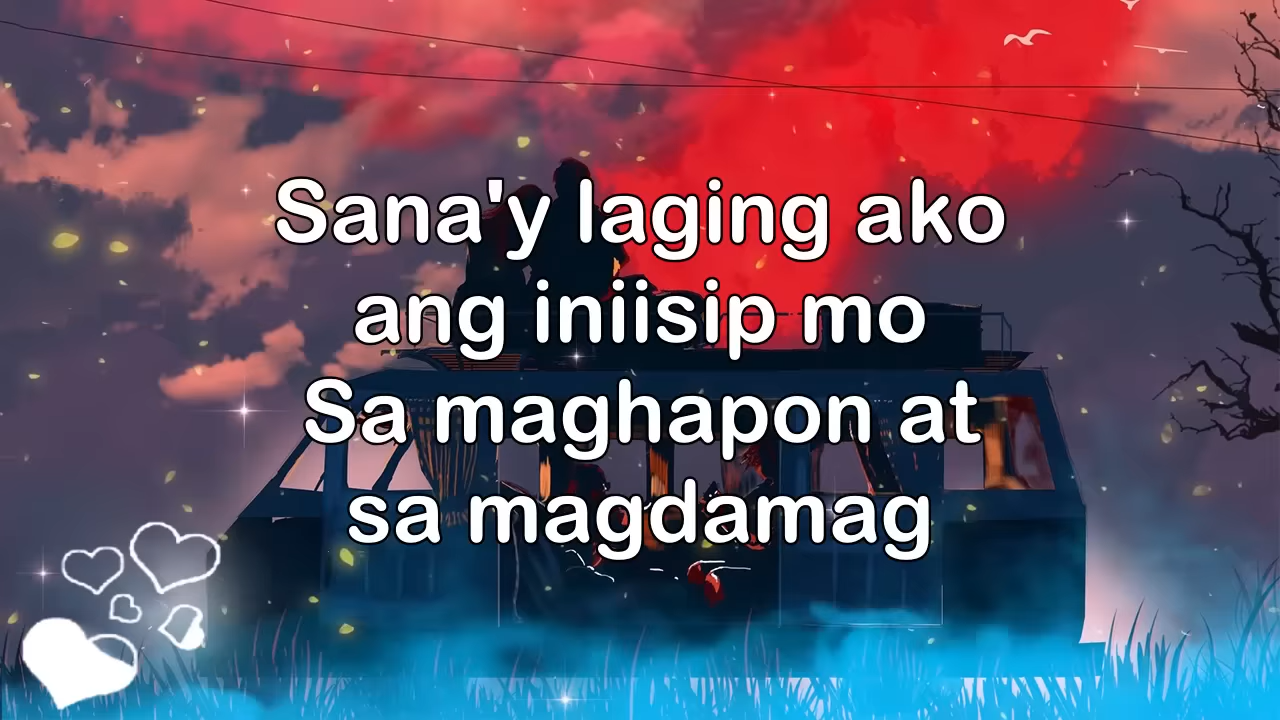 Sana'y laging ako
ang iniisip mo
Sa maghapon at
sa magdamag